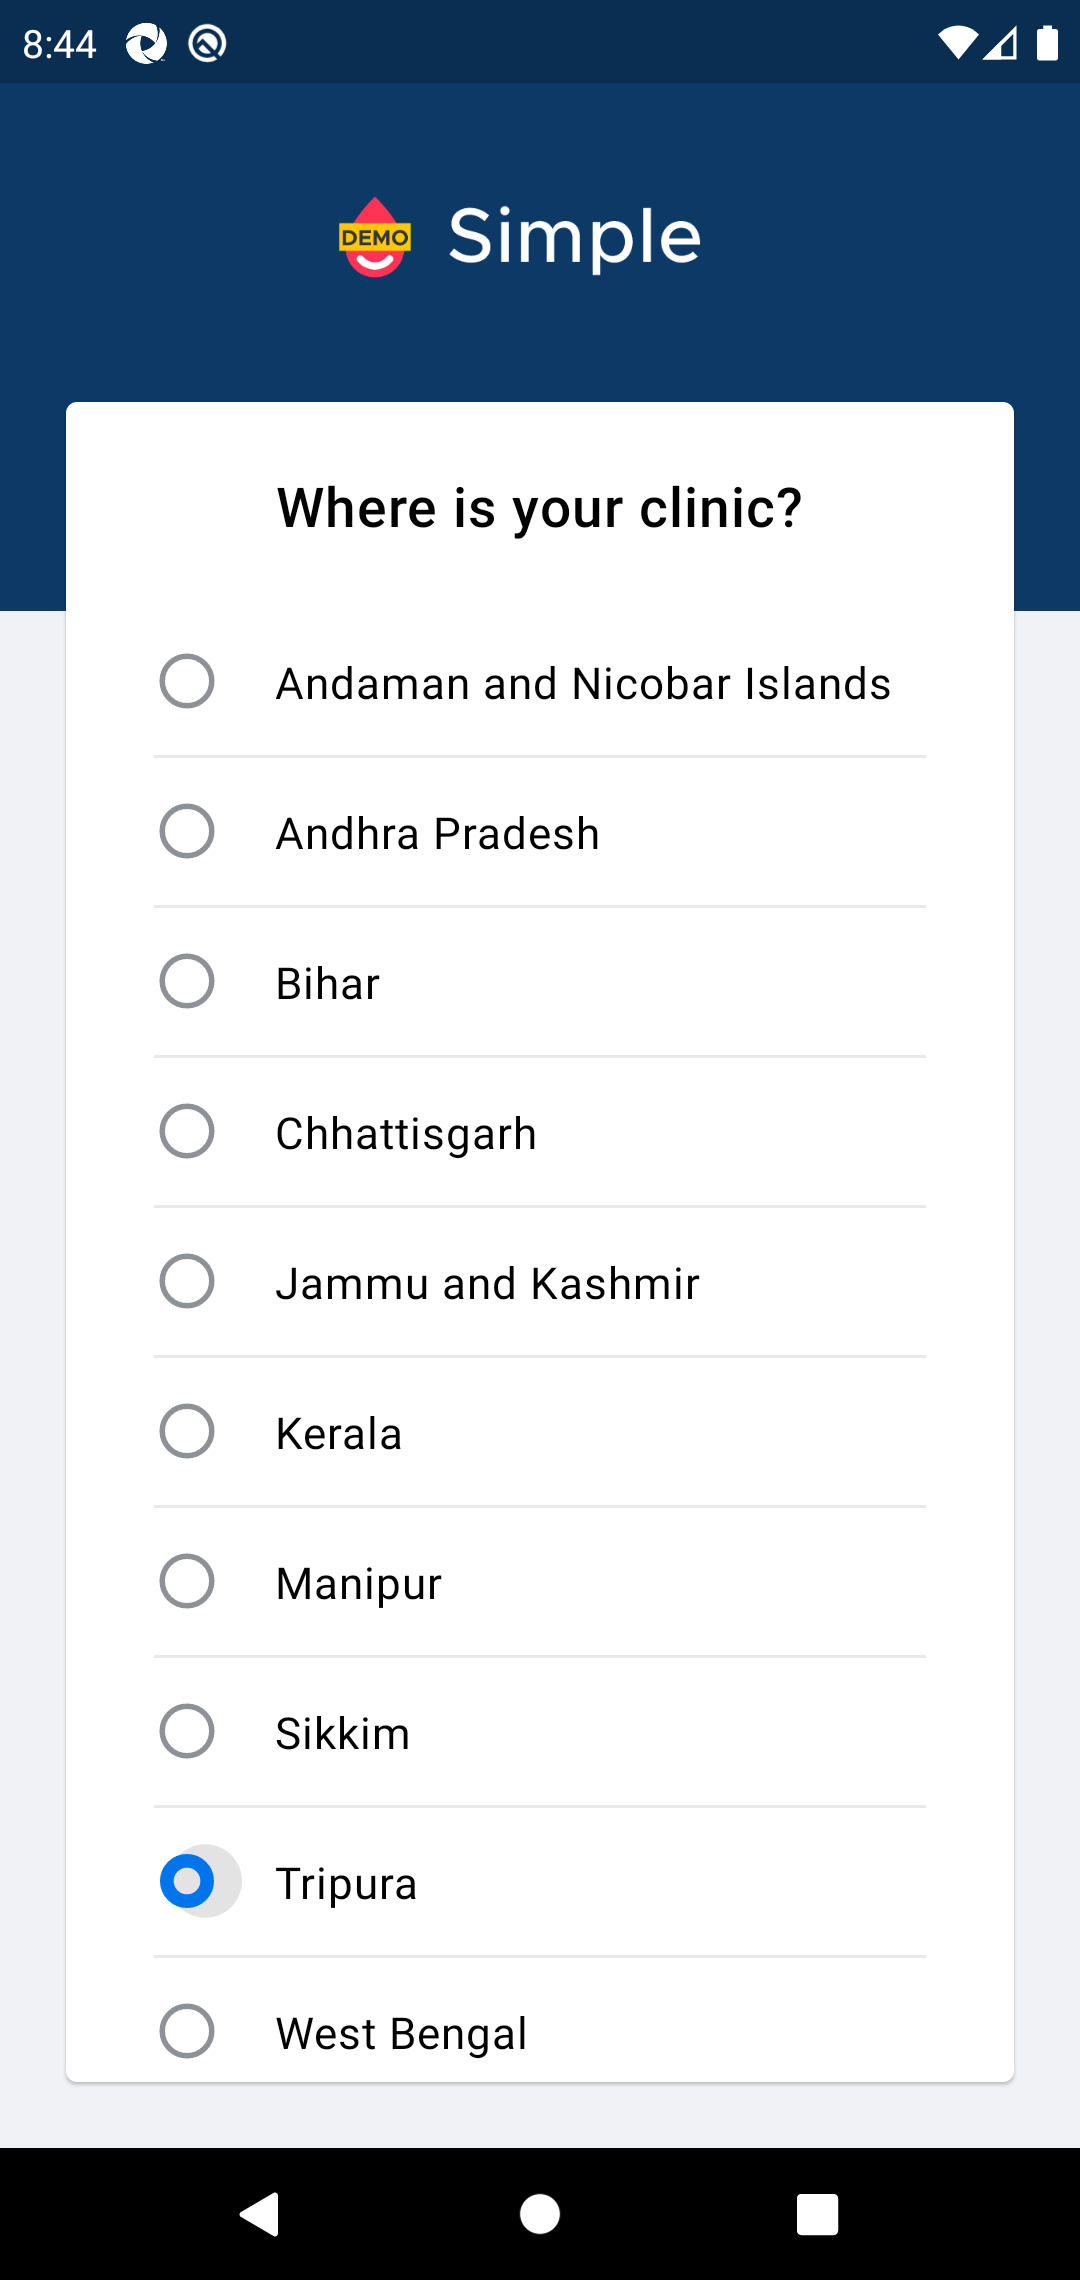 8:44
DEMO Simple
Where is your clinic?
Andaman and Nicobar Islands
Andhra Pradesh
Bihar
Chhattisgarh
Jammu and Kashmir
Kerala
Manipur
Sikkim
Tripura
West Bengal